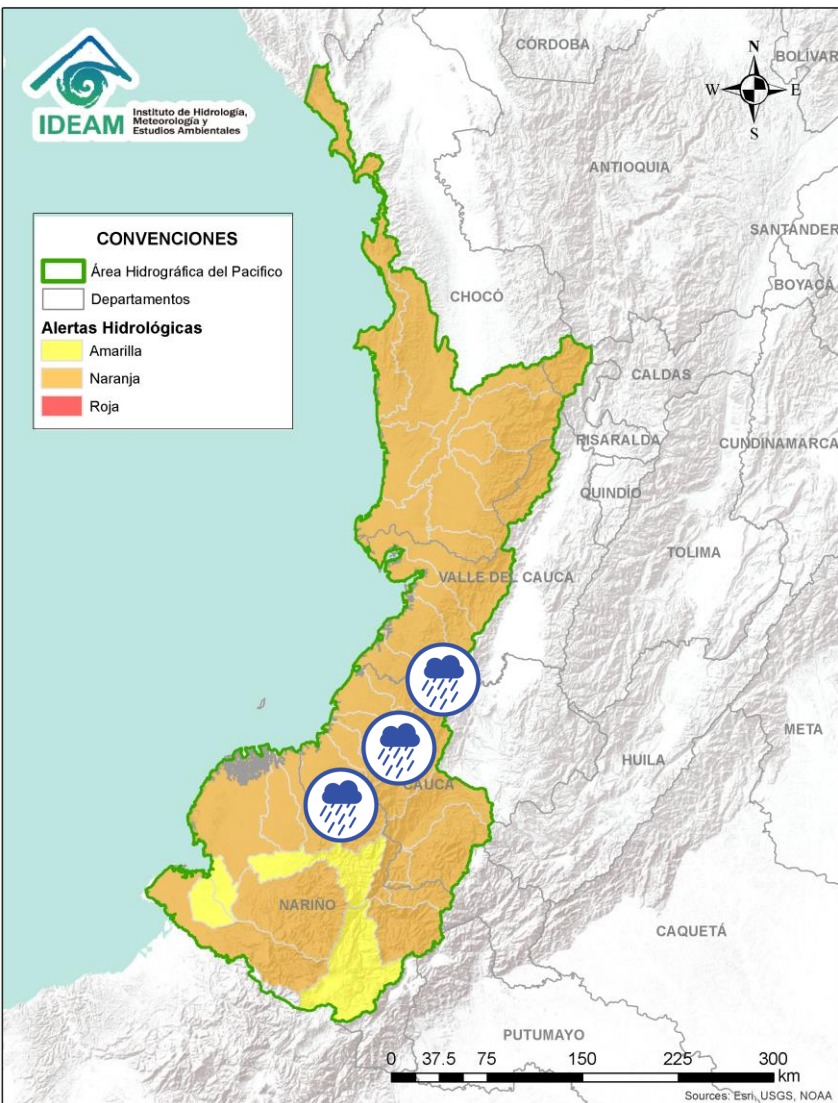 IDEAM
Instituto de Hidrología,
Meteorología y
Estudios Ambientales
N
W
E
S
CÓRDOBA
BOLÍVAR
ANTIOQUIA
SANTANDER
BOYACÁ
CHOCÓ
CALDAS
RISARALDA
CUNDINAMARCA
QUINDÍO
TOLIMA
VALLE DEL CAUCA
META
HUILA
CAUCA
NARIÑO
CAQUETÁ
PUTUMAYO
CONVENCIONES
Área Hidrográfica del Pacifico
Departamentos
Alertas Hidrológicas
Amarilla
Naranja
Roja
0 37.5 75 150 225 300
km
Sources: Esri, USGS, NOAA